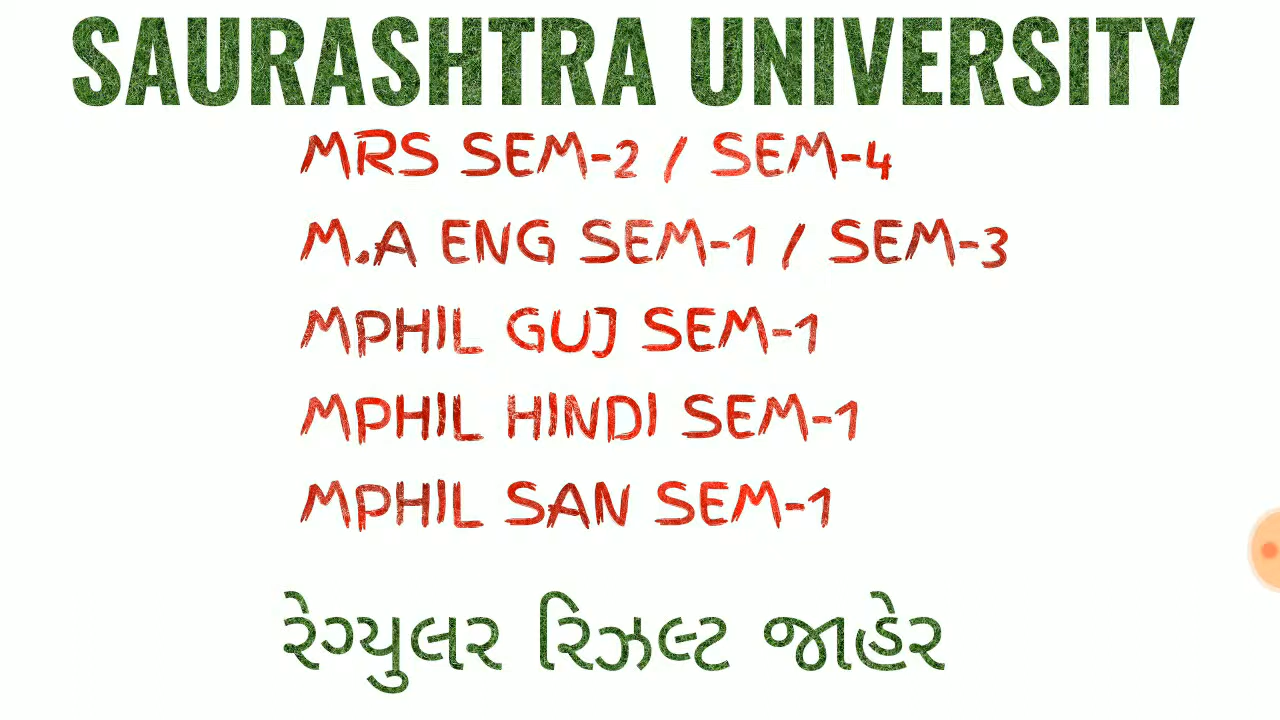 SAURASHTRA UNIVERSITY
MRS SEM-2 / SEM-4
M.A ENG SEM-1 / SEM-3
MPHIL GUJ SEM-1
MPHIL HINDI SEM-1
MPHIL SAN SEM-1
રેગ્યુલર રિઝલ્ટ જાહેર